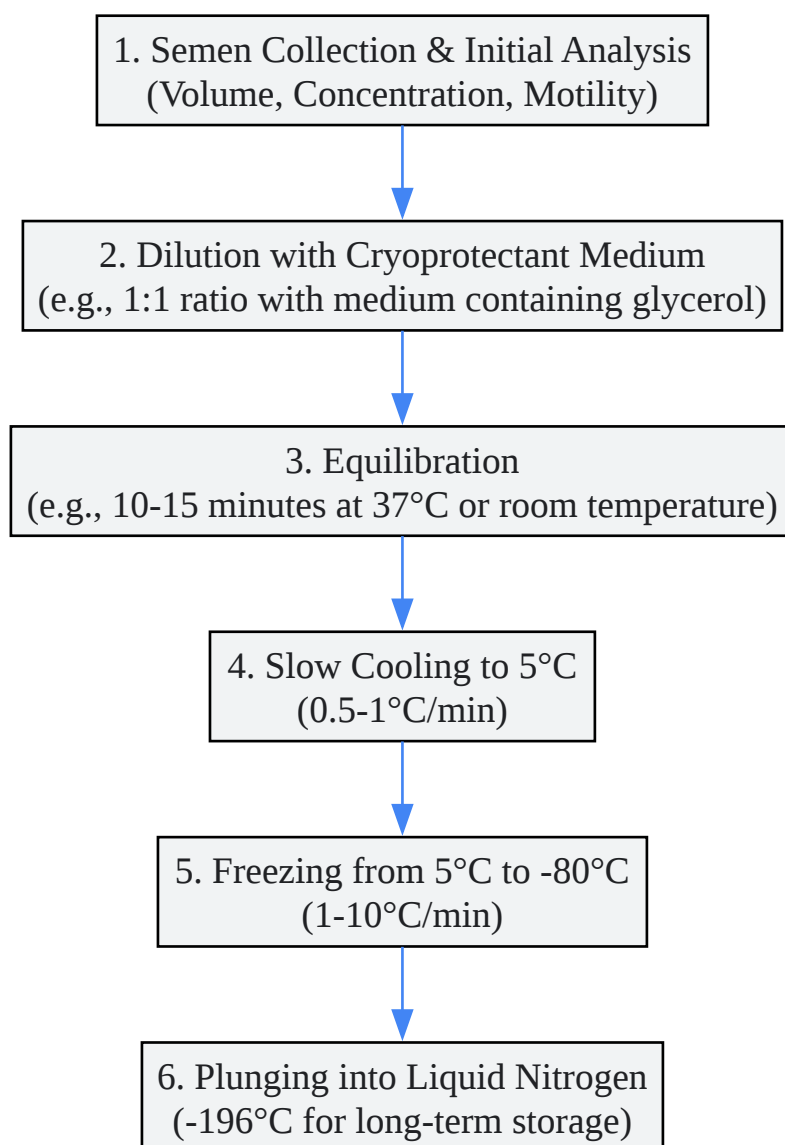 1. Semen Collection & Initial Analysis
(Volume, Concentration, Motility)
2. Dilution with Cryoprotectant Medium
(e.g., 1:1 ratio with medium containing glycerol)
3. Equilibration
(e.g., 10-15 minutes at 37°C or room temperature)
4. Slow Cooling to 5°C
(0.5-1°C/min)
5. Freezing from 5°C to -80°C
(1-10°C/min)
6. Plunging into Liquid Nitrogen
(-196°C for long-term storage)